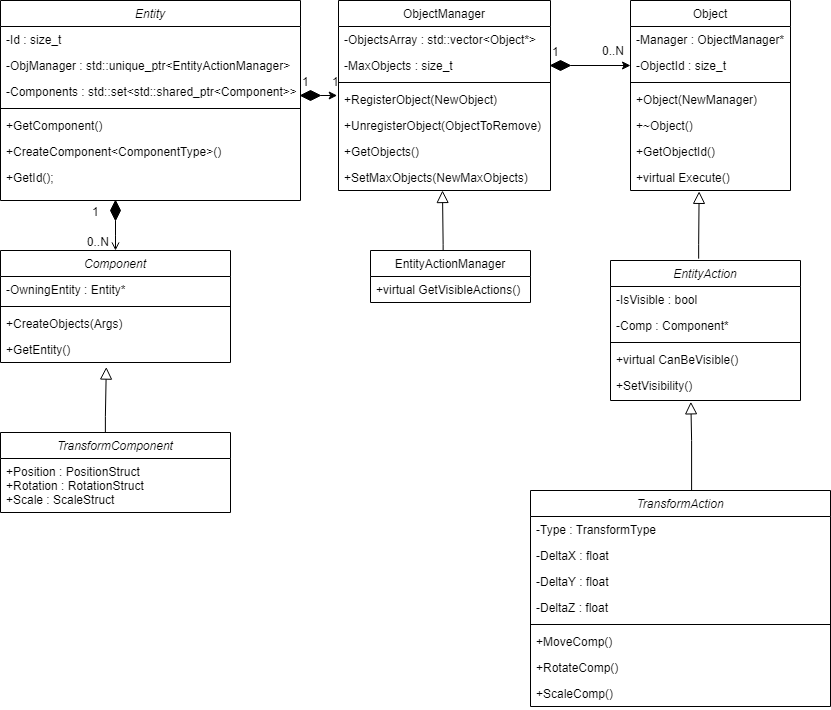 Entity
-Id : size_t
-ObjManager : std::unique_ptr<EntityActionManager>
-Components : std::set<std::shared_ptr<Component>>
+GetComponent()
+CreateComponent<ComponentType>()
+GetId();
1
1
ObjectManager
-ObjectsArray : std::vector<Object*>
-MaxObjects : size_t
+RegisterObject(NewObject)
+UnregisterObject(ObjectToRemove)
+GetObjects()
+SetMaxObjects(NewMaxObjects)
1
0..N
Object
-Manager : ObjectManager*
-ObjectId : size_t
+Object(NewManager)
+~Object()
+GetObjectId()
+virtual Execute()
1
0..N
Component
-OwningEntity : Entity*
+CreateObjects(Args)
+GetEntity()
EntityActionManager
+virtual GetVisibleActions()
EntityAction
-IsVisible : bool
-Comp : Component*
+virtual CanBeVisible()
+SetVisibility()
TransformComponent
+Position : PositionStruct
+Rotation : RotationStruct
+Scale : ScaleStruct
TransformAction
-Type : TransformType
-DeltaX : float
-DeltaY : float
-DeltaZ : float
+MoveComp()
+RotateComp()
+ScaleComp()